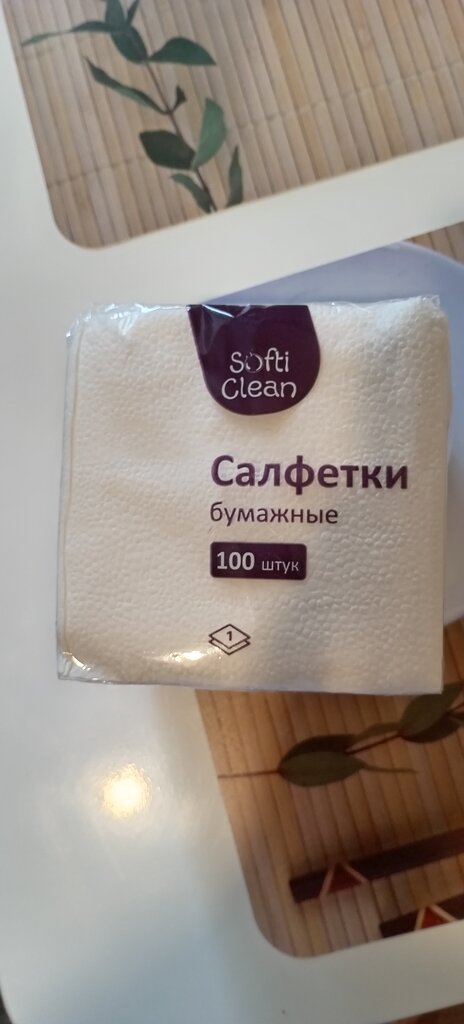 Softi
Clean
Салфетки
бумажные
100 штук
1